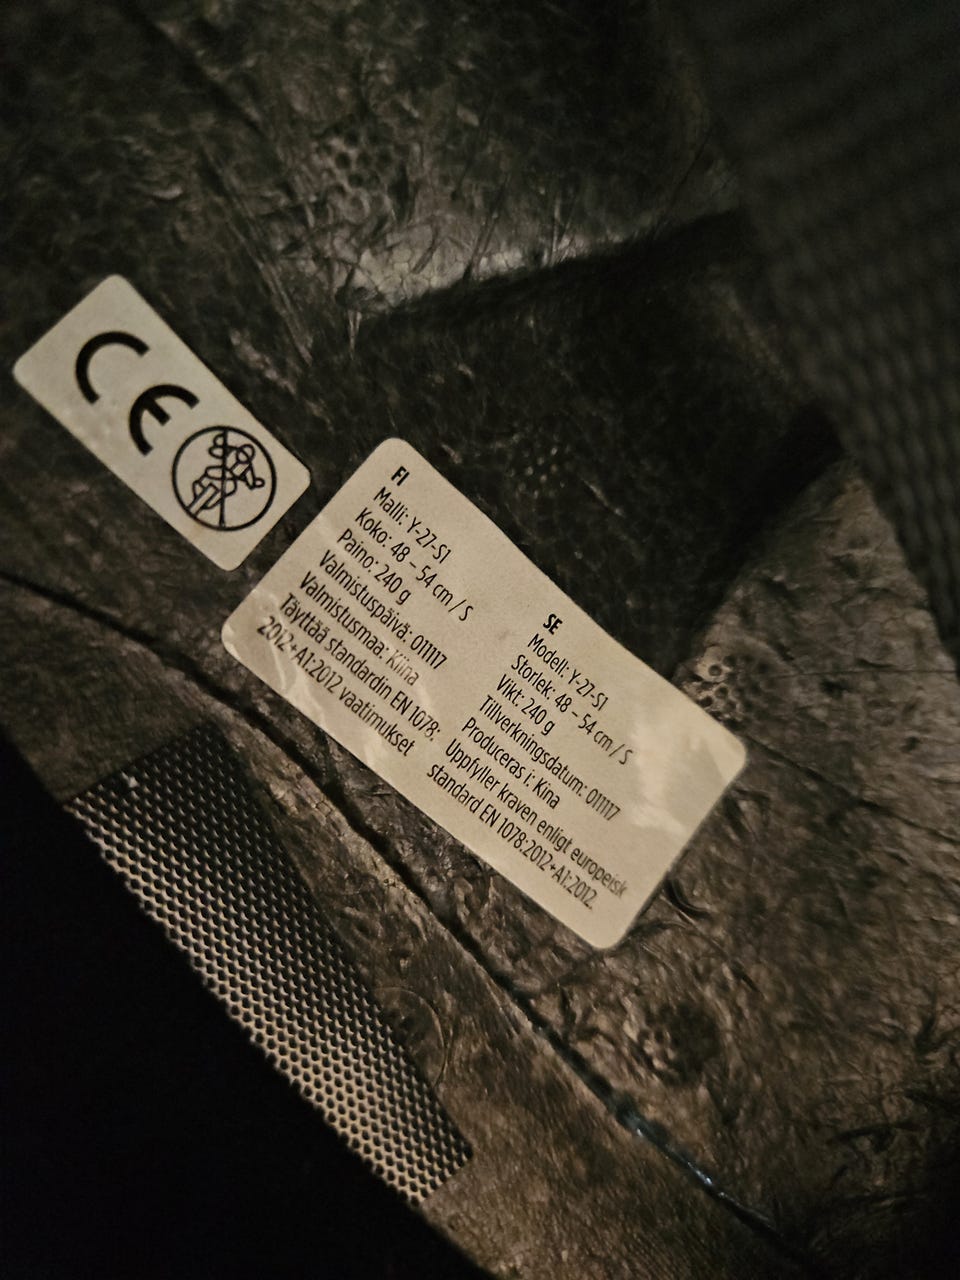 CE
FI
Malli: Y-27-S1
Koko: 48 – 54 cm / S
Paino: 240 g
Valmistuspäivä: 011117
Valmistusmaa: Kiina
Täyttää standardin EN 1078:
2012+A1:2012 vaatimukset
SE
Modell: Y-27-S1
Storlek: 48 – 54 cm / S
Vikt: 240 g
Tillverkningsdatum: 011117
Produceras i: Kina
Uppfyller kraven enligt europeisk
standard EN 1078:2012+A1:2012.